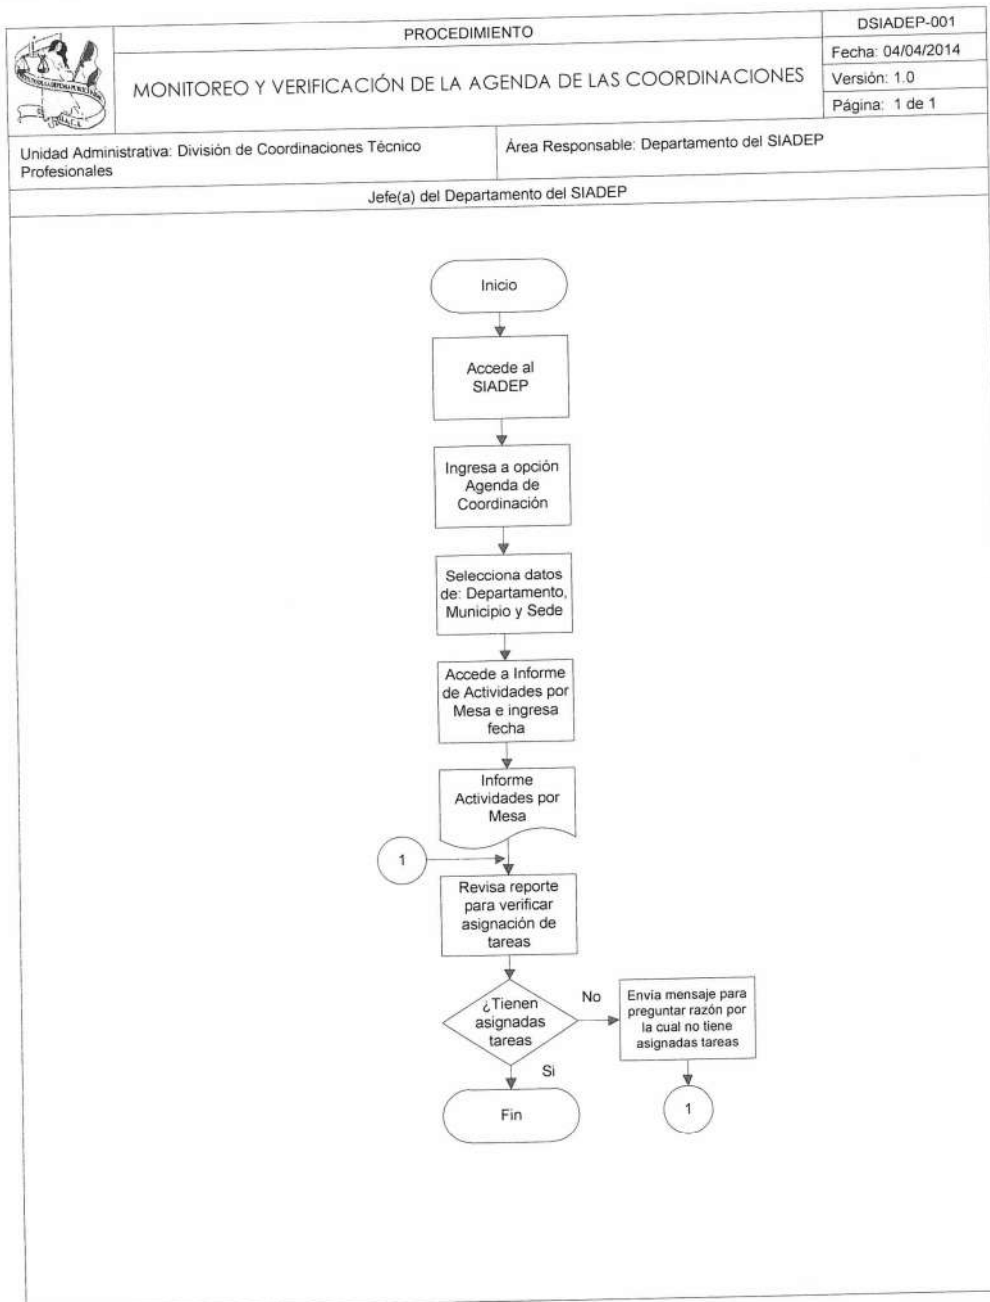 PROCEDIMIENTO
DSIADEP-001
MONITOREO Y VERIFICACIÓN DE LA AGENDA DE LAS COORDINACIONES
Fecha: 04/04/2014
Versión: 1.0
Página: 1 de 1
Unidad Administrativa: División de Coordinaciones Técnico
Profesionales
Área Responsable: Departamento del SIADEP
Jefe(a) del Departamento del SIADEP
Inicio
Accede al
SIADEP
Ingresa a opción
Agenda de
Coordinación
Selecciona datos
de: Departamento,
Municipio y Sede
Accede a Informe
de Actividades por
Mesa e ingresa
fecha
Informe
Actividades por
Mesa
1
Revisa reporte
para verificar
asignación de
tareas
¿Tienen
asignadas
tareas
No
Envía mensaje para
preguntar razón por
la cual no tiene
asignadas tareas
Si
Fin
1